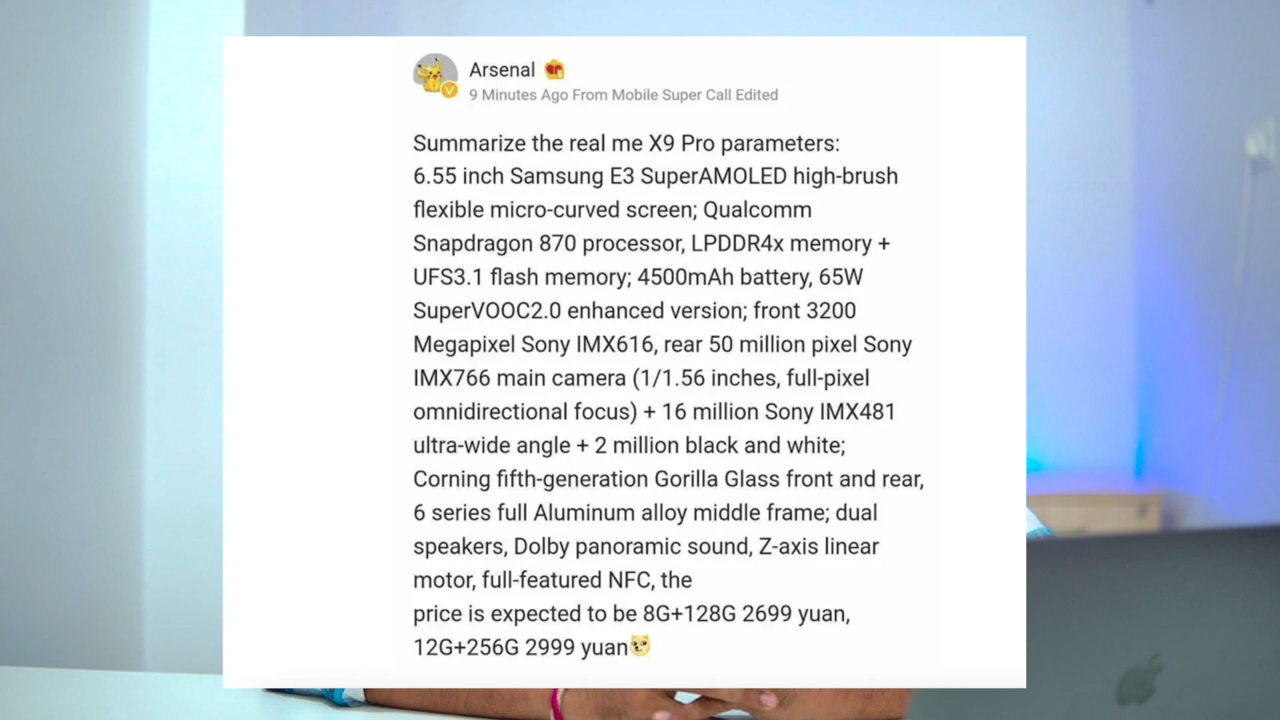 Arsenal
9 Minutes Ago From Mobile Super Call Edited
Summarize the real me X9 Pro parameters:
6.55 inch Samsung E3 SuperAMOLED high-brush
flexible micro-curved screen; Qualcomm
Snapdragon 870 processor, LPDDR4x memory +
UFS3.1 flash memory; 4500mAh battery, 65W
SuperVOOC2.0 enhanced version; front 3200
Megapixel Sony IMX616, rear 50 million pixel Sony
IMX766 main camera (1/1.56 inches, full-pixel
omnidirectional focus) + 16 million Sony IMX481
ultra-wide angle + 2 million black and white;
Corning fifth-generation Gorilla Glass front and rear,
6 series full Aluminum alloy middle frame; dual
speakers, Dolby panoramic sound, Z-axis linear
motor, full-featured NFC, the
price is expected to be 8G+128G 2699 yuan,
12G+256G 2999 yuan